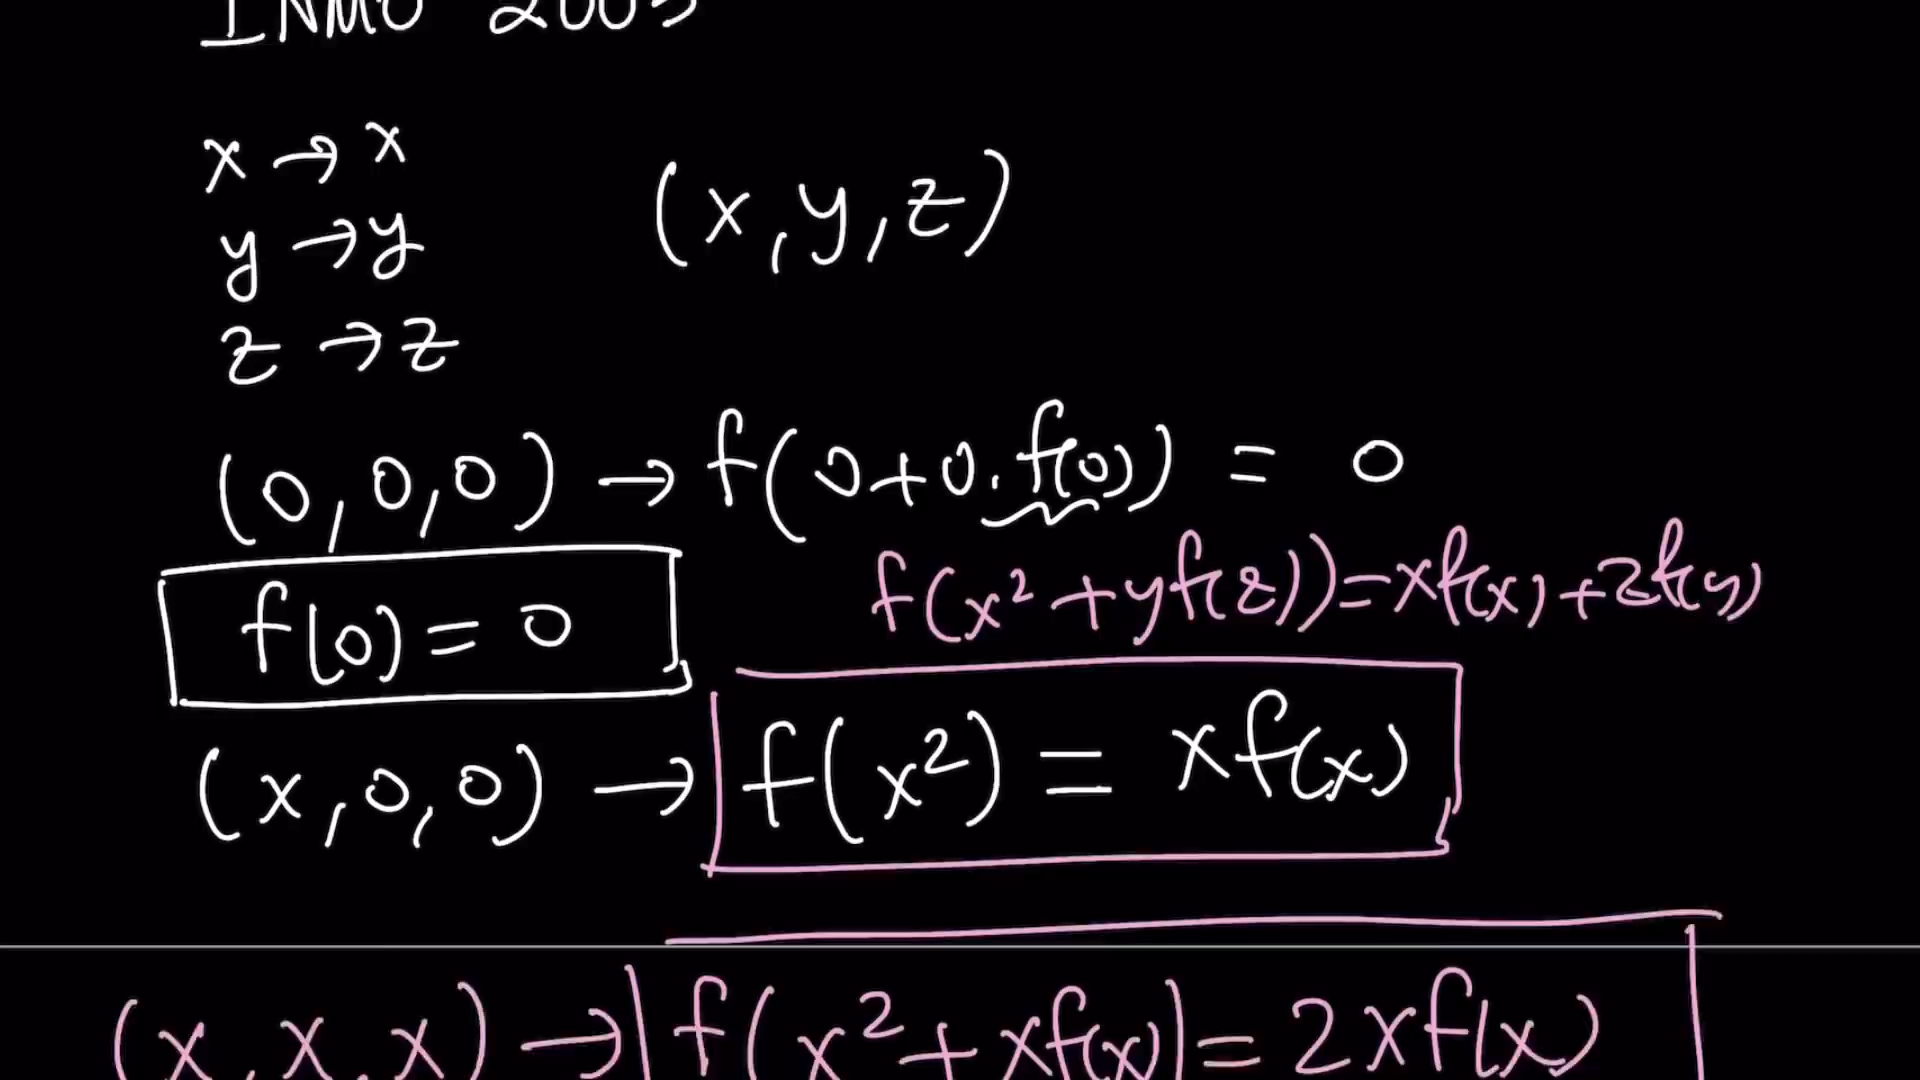 INMO 2005
x → x
y → y (x, y, z)
z → z
(0, 0, 0) → f(0+0.f(0)) = 0
f(x² + yf(z)) = xf(x) + zf(y)
f(0) = 0
(x, 0, 0) → f(x²) = xf(x)
(x, x, x) → f(x² + xf(x)) = 2xf(x)